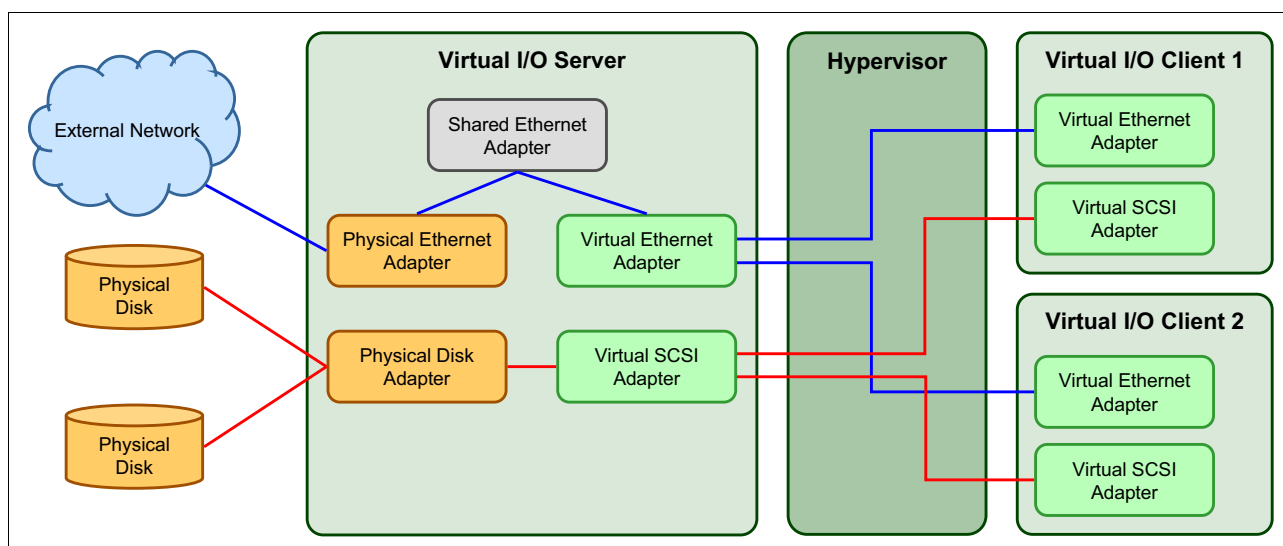 Virtual I/O Server
Hypervisor
Virtual I/O Client 1
External Network
Shared Ethernet
Adapter
Virtual Ethernet
Adapter
Virtual SCSI
Adapter
Physical Ethernet
Adapter
Virtual Ethernet
Adapter
Physical
Disk
Physical Disk
Adapter
Virtual SCSI
Adapter
Virtual I/O Client 2
Virtual Ethernet
Adapter
Physical
Disk
Virtual SCSI
Adapter